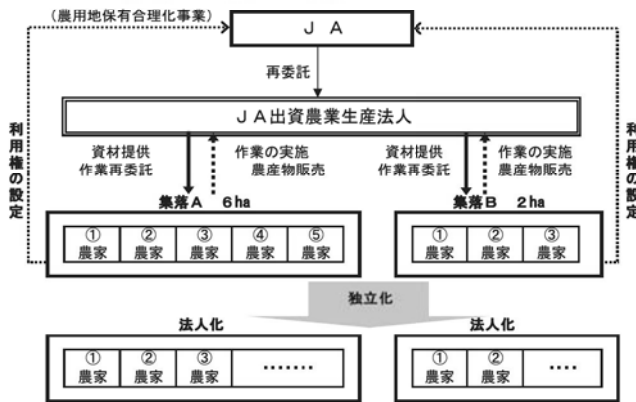 （農用地保有合理化事業）
ＪＡ
再委託
ＪＡ出資農業生産法人
利用権の設定
資材提供
作業再委託
作業の実施
農産物販売
資材提供
作業再委託
作業の実施
農産物販売
利用権の設定
集落Ａ　６ha
集落Ｂ　２ha
① ② ③ ④ ⑤
農家 農家 農家 農家 農家
① ② ③
農家 農家 農家
独立化
法人化
法人化
① ② ③ ‥‥‥・
農家 農家 農家
① ② ‥‥
農家 農家